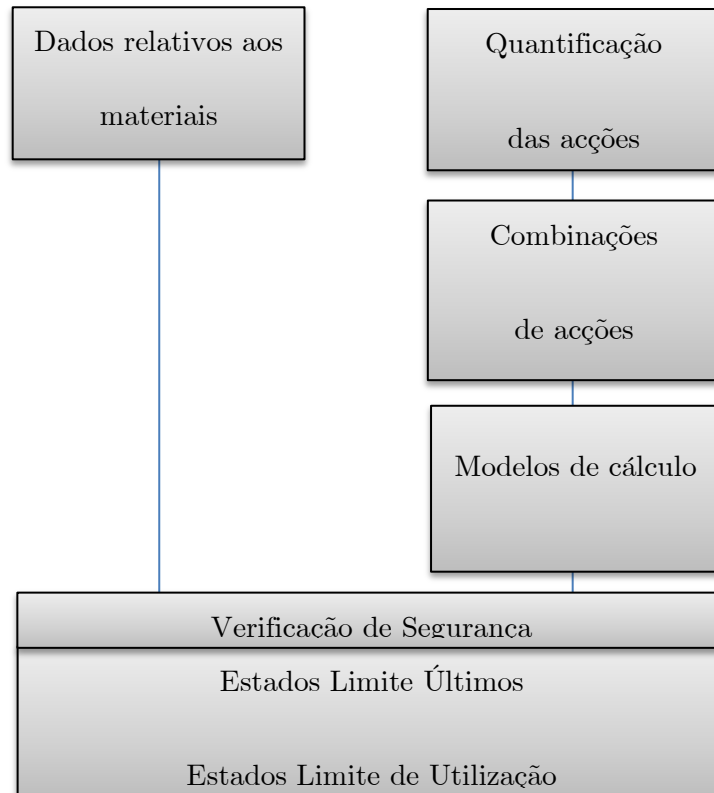 Dados relativos aos
materiais
Quantificação
das acções
Combinações
de acções
Modelos de cálculo
Verificação de Segurança
Estados Limite Últimos
Estados Limite de Utilização